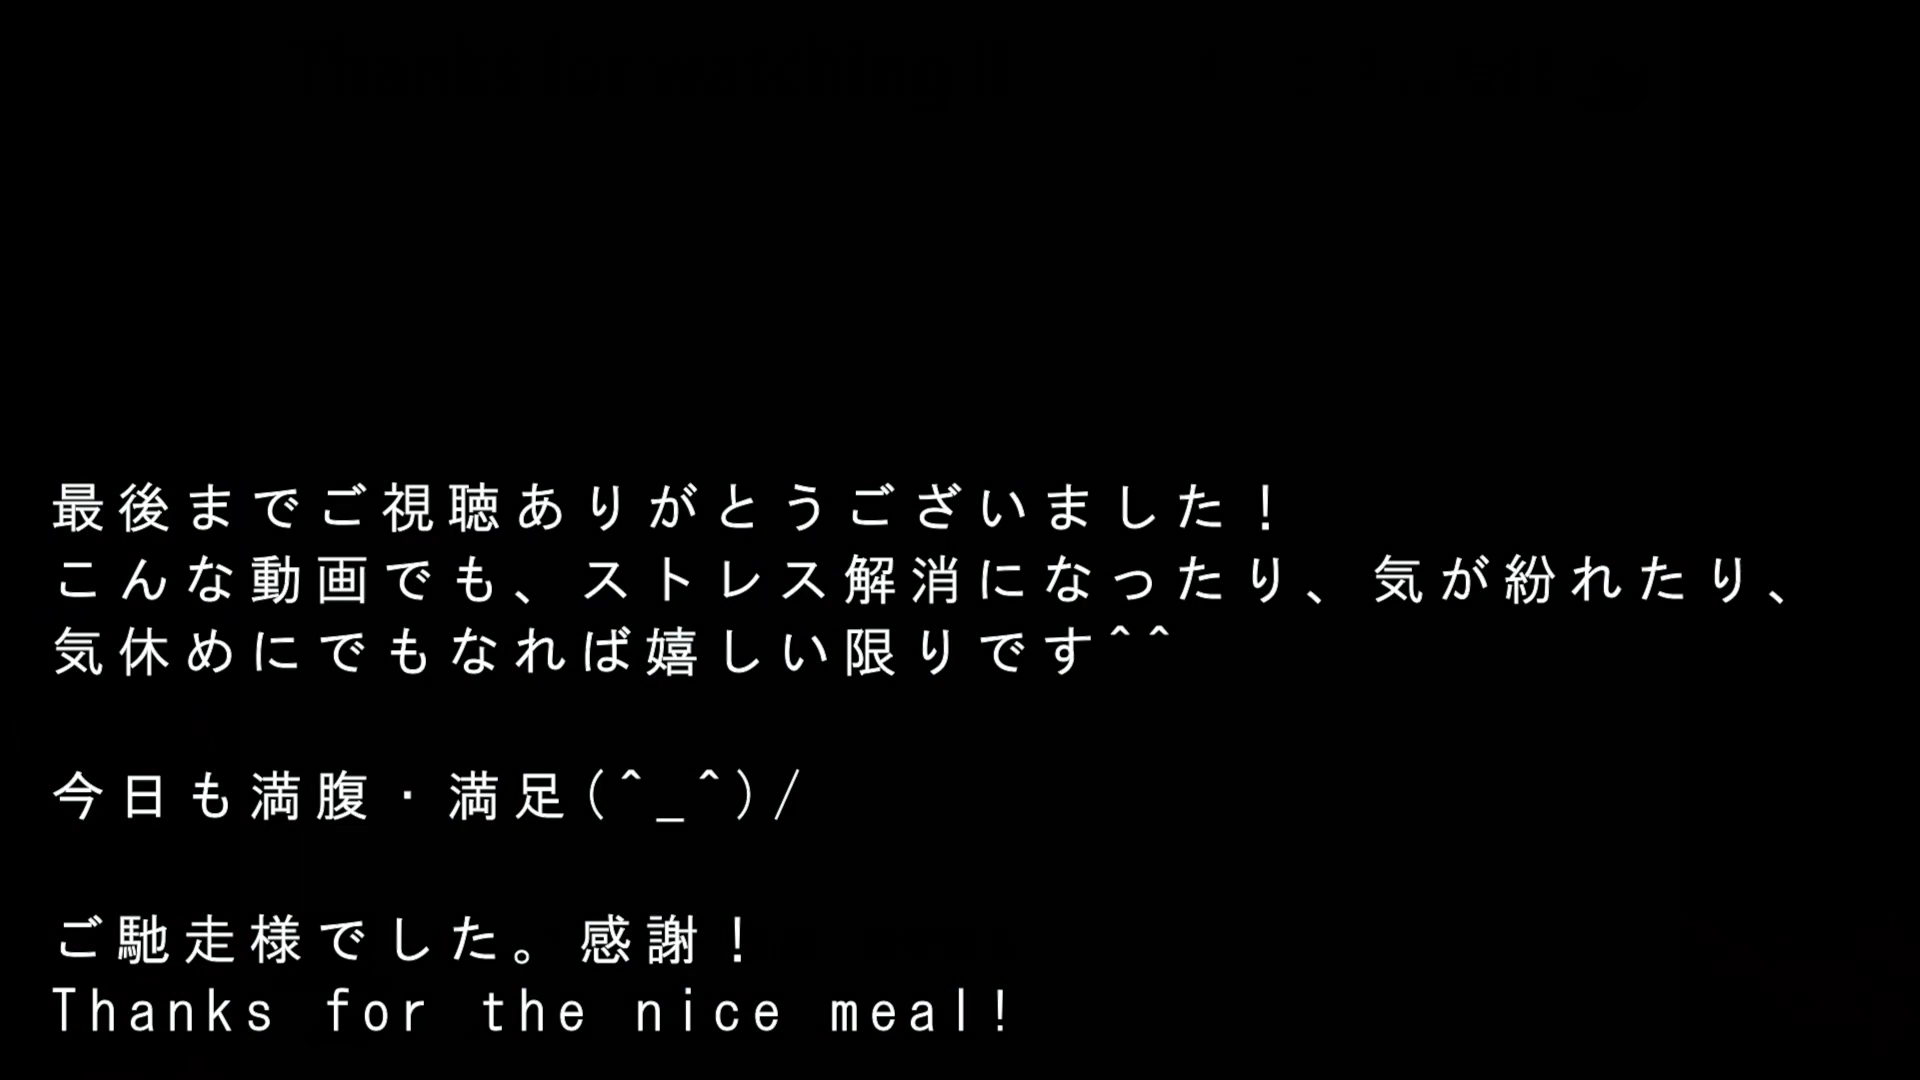 最後までご視聴ありがとうございました！
こんな動画でも、ストレス解消になったり、気が紛れたり、
気休めにでもなれば嬉しい限りです^^
今日も満腹・満足(^_^)/
ご馳走様でした。感謝！
Thanks for the nice meal!